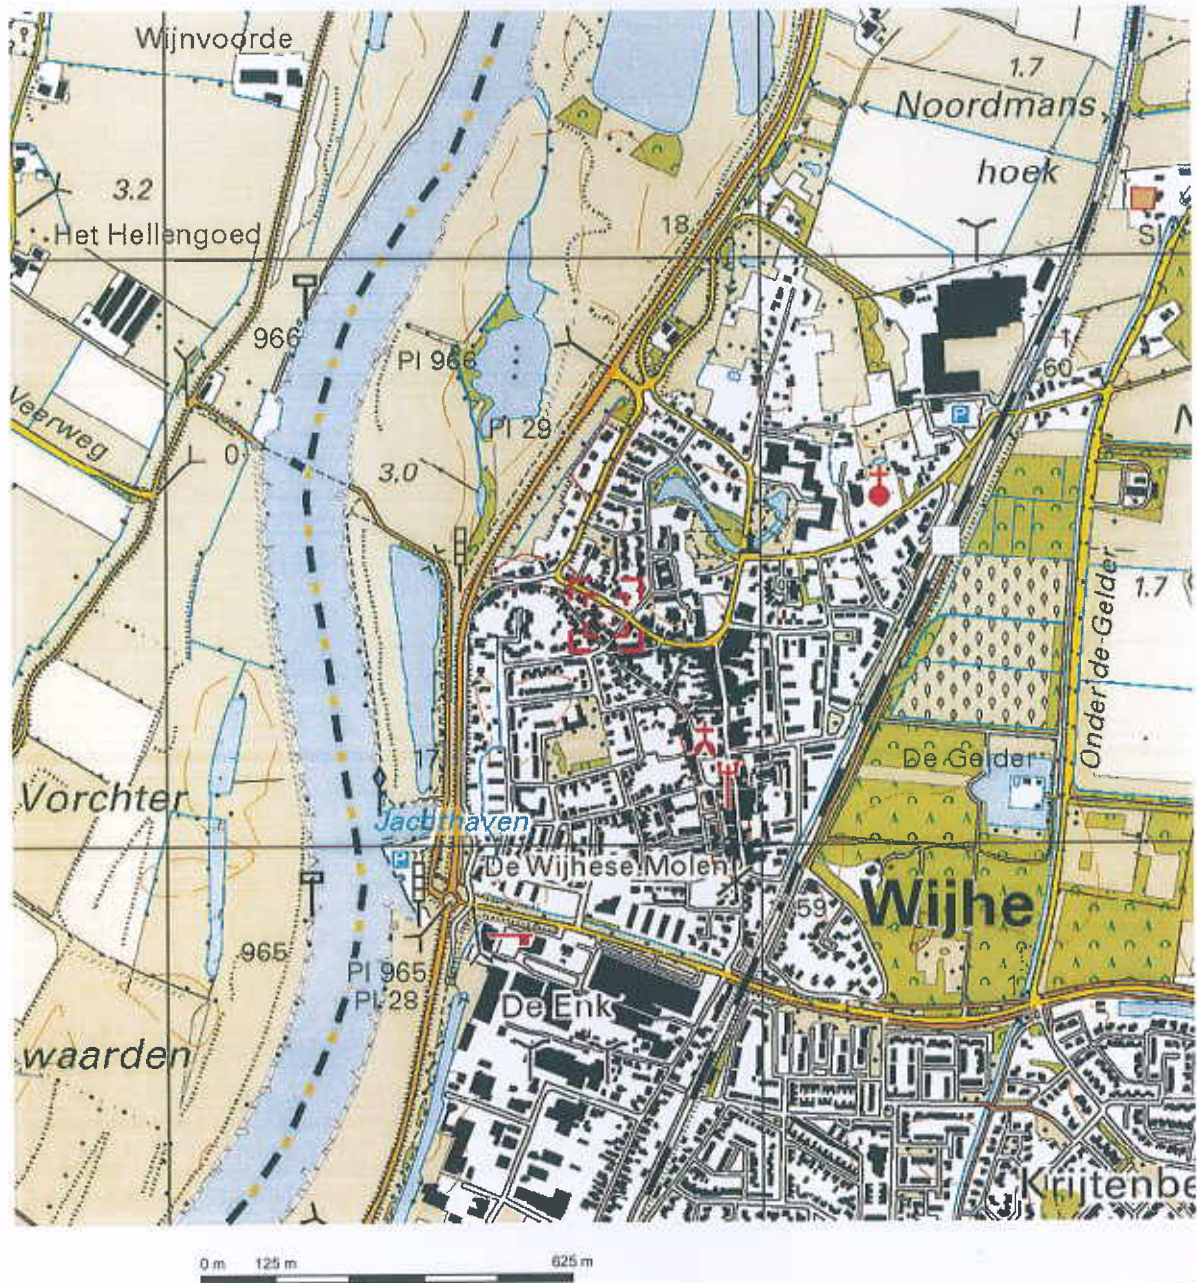 Wijnvoorde
1.7
Noordmans
hoek
3.2
Het Hellengoed
18
966
Pl 966
60
Veerweg
Pl 29
0
3.0
Onder de Gelder
1.7
17
De Gelder
Vorchter
Jachthaven
De Wijhese Molen
59
Wijhe
965
Pl 965
Pl 28
De Enk
waarden
Krijtenbe
0 m 125 m 625 m